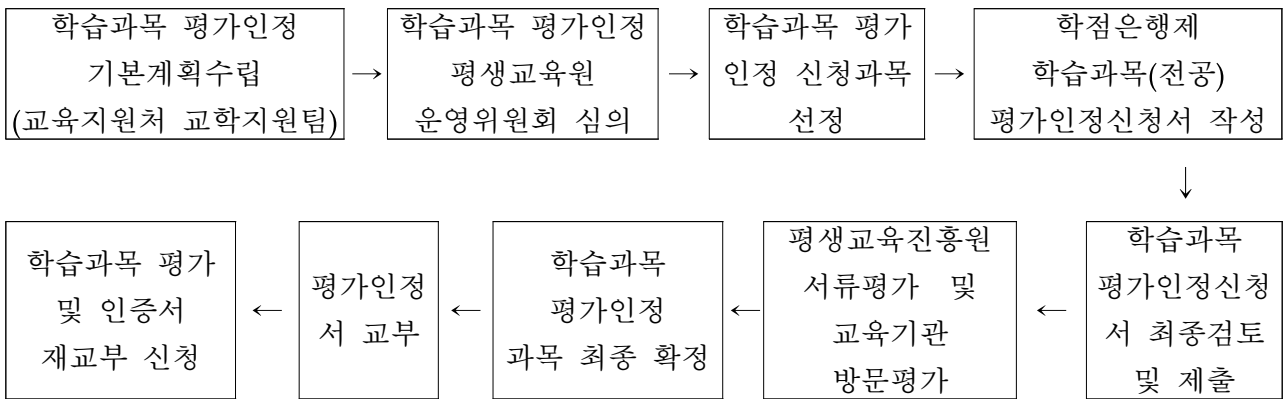 학습과목 평가인정
기본계획수립
(교육지원처 교학지원팀)
→
학습과목 평가인정
평생교육원
운영위원회 심의
→
학습과목 평가
인정 신청과목
선정
→
학점은행제
학습과목(전공)
평가인정신청서 작성
↓
학습과목
평가인정신청
서 최종검토
및 제출
←
평생교육진흥원
서류평가 및
교육기관
방문평가
←
학습과목
평가인정
과목 최종 확정
←
평가인정
서 교부
←
학습과목 평가
및 인증서
재교부 신청